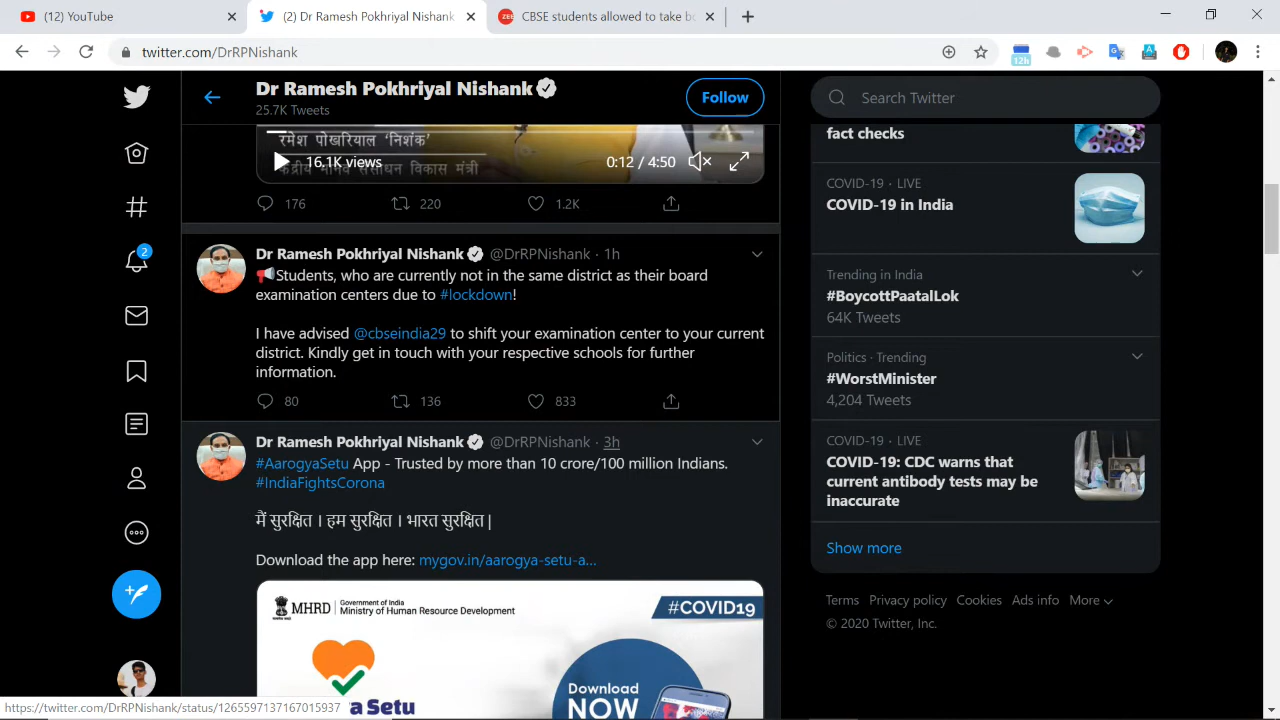 (12) YouTube
(2) Dr Ramesh Pokhriyal Nishank
CBSE students allowed to take bo
twitter.com/DrRPNishank
12h
Dr Ramesh Pokhriyal Nishank
25.7K Tweets
Follow
रमेश पोखरियाल ‘निशंक’
केंद्रीय मानव संसाधन विकास मंत्री
16.1K views
0:12 / 4:50
176
220
1.2K
Dr Ramesh Pokhriyal Nishank @DrRPNishank · 1h
Students, who are currently not in the same district as their board
examination centers due to #lockdown!
I have advised @cbseindia29 to shift your examination center to your current
district. Kindly get in touch with your respective schools for further
information.
80
136
833
Dr Ramesh Pokhriyal Nishank @DrRPNishank · 3h
#AarogyaSetu App - Trusted by more than 10 crore/100 million Indians.
#IndiaFightsCorona
मैं सुरक्षित । हम सुरक्षित । भारत सुरक्षित |
Download the app here: mygov.in/aarogya-setu-a...
MHRD
Government of India
Ministry of Human Resource Development
#COVID19
Download
NOW
a Setu
2
Search Twitter
fact checks
COVID-19 · LIVE
COVID-19 in India
Trending in India
#BoycottPaatalLok
64K Tweets
Politics · Trending
#WorstMinister
4,204 Tweets
COVID-19 · LIVE
COVID-19: CDC warns that
current antibody tests may be
inaccurate
Show more
Terms Privacy policy Cookies Ads info More
© 2020 Twitter, Inc.
https://twitter.com/DrRPNishank/status/1265597137167015937